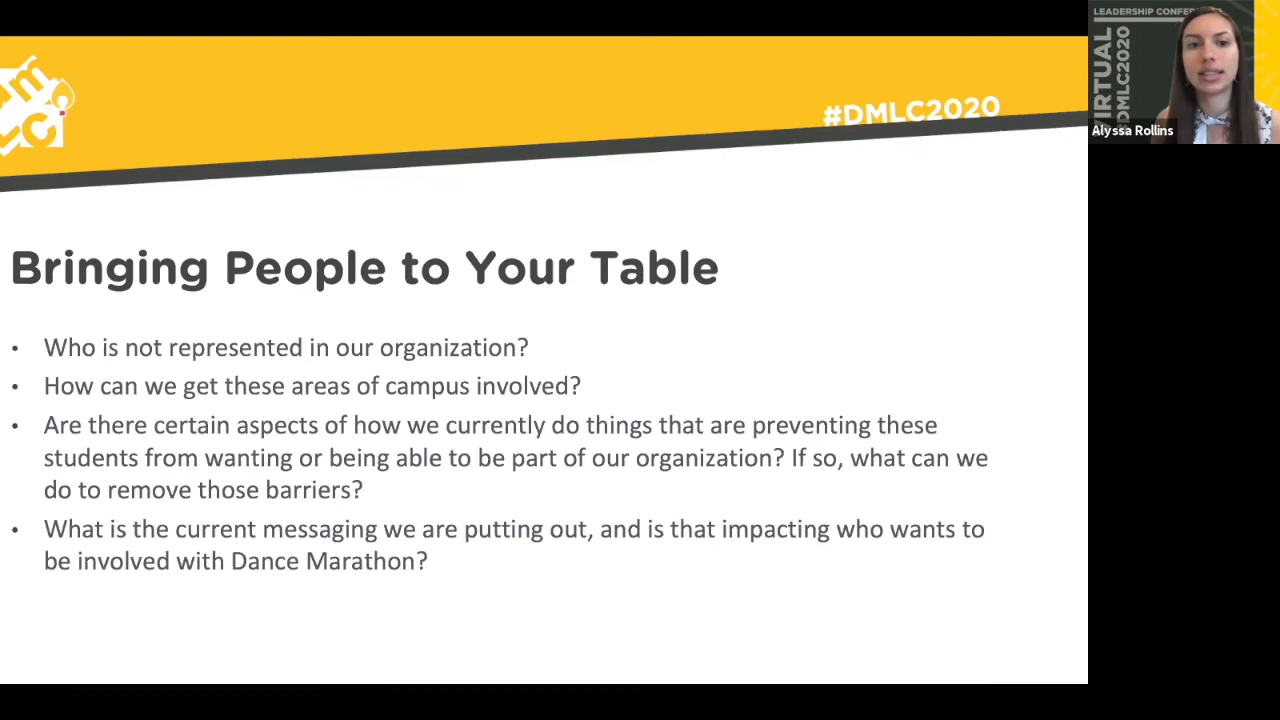 LEADERSHIP CONFE
VIRTUAL
#DMLC2020
Alyssa Rollins
#DMLC2020
Bringing People to Your Table
• Who is not represented in our organization?
• How can we get these areas of campus involved?
• Are there certain aspects of how we currently do things that are preventing these
students from wanting or being able to be part of our organization? If so, what can we
do to remove those barriers?
• What is the current messaging we are putting out, and is that impacting who wants to
be involved with Dance Marathon?